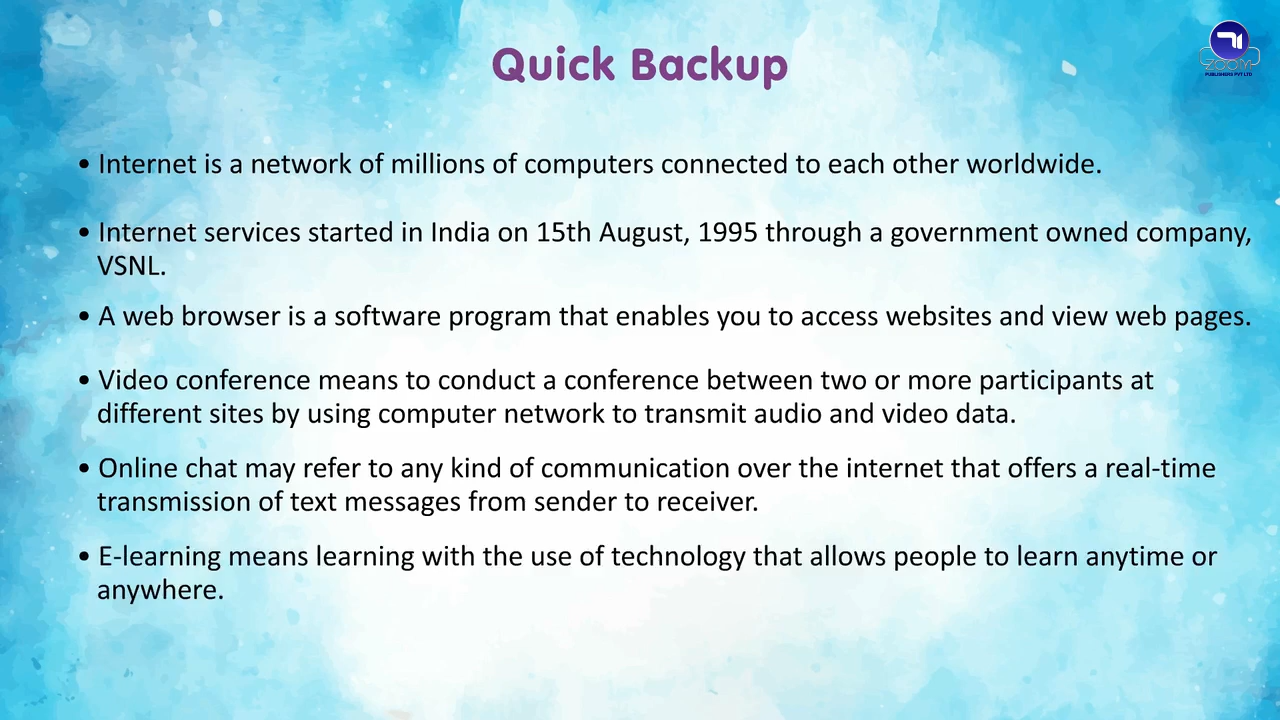 Quick Backup
ZOOM
PUBLISHERS PVT LTD
• Internet is a network of millions of computers connected to each other worldwide.
• Internet services started in India on 15th August, 1995 through a government owned company,
VSNL.
• A web browser is a software program that enables you to access websites and view web pages.
• Video conference means to conduct a conference between two or more participants at
different sites by using computer network to transmit audio and video data.
• Online chat may refer to any kind of communication over the internet that offers a real-time
transmission of text messages from sender to receiver.
• E-learning means learning with the use of technology that allows people to learn anytime or
anywhere.